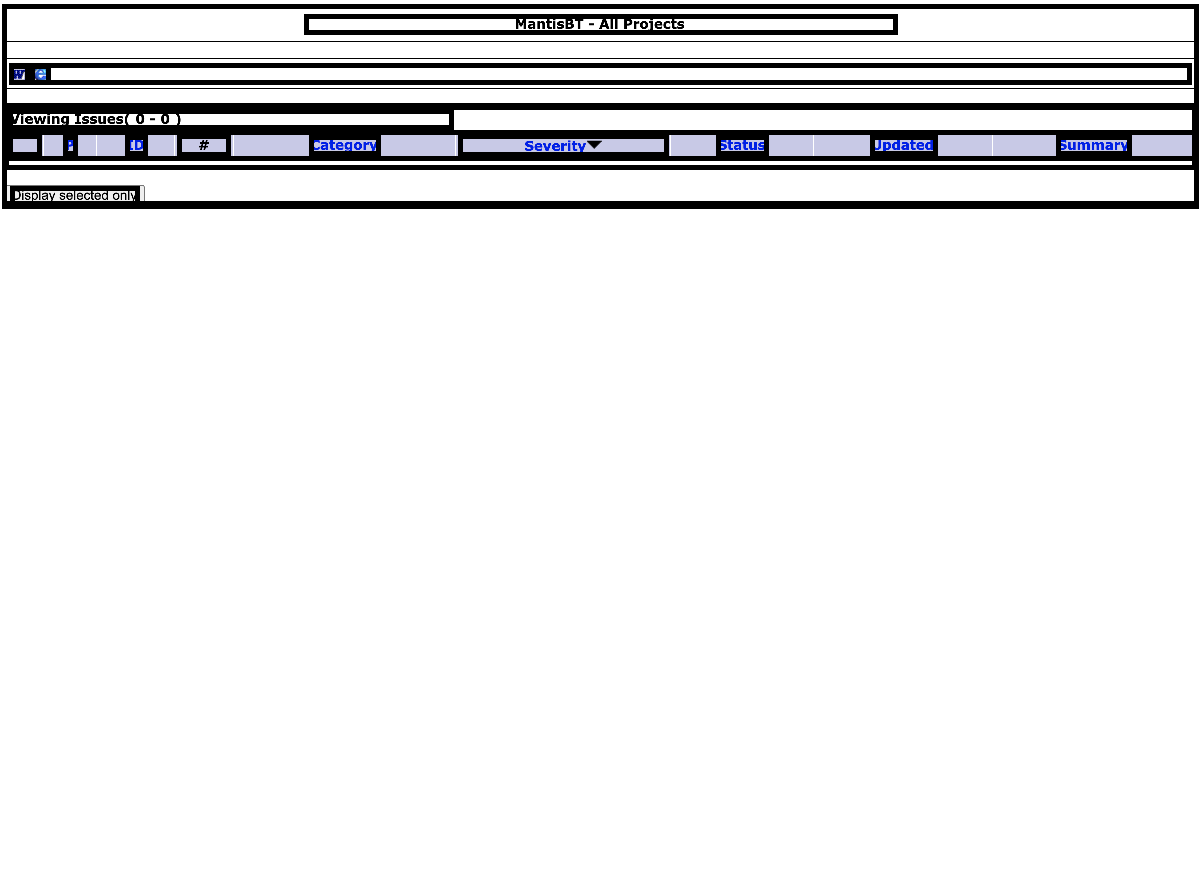 MantisBT - All Projects
Viewing Issues( 0 - 0 )
P ID # Category Severity Status Updated Summary
Display selected only